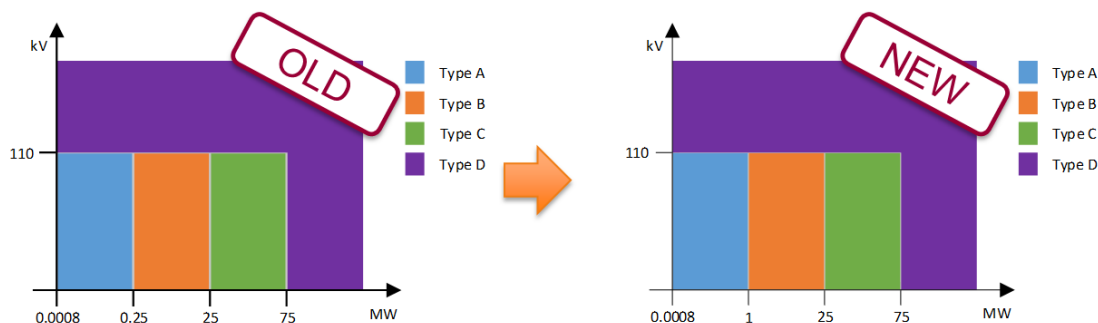 kV
OLD
Type A
Type B
Type C
Type D
110
0.0008
0.25
25
75
MW
kV
NEW
Type A
Type B
Type C
Type D
110
0.0008
1
25
75
MW